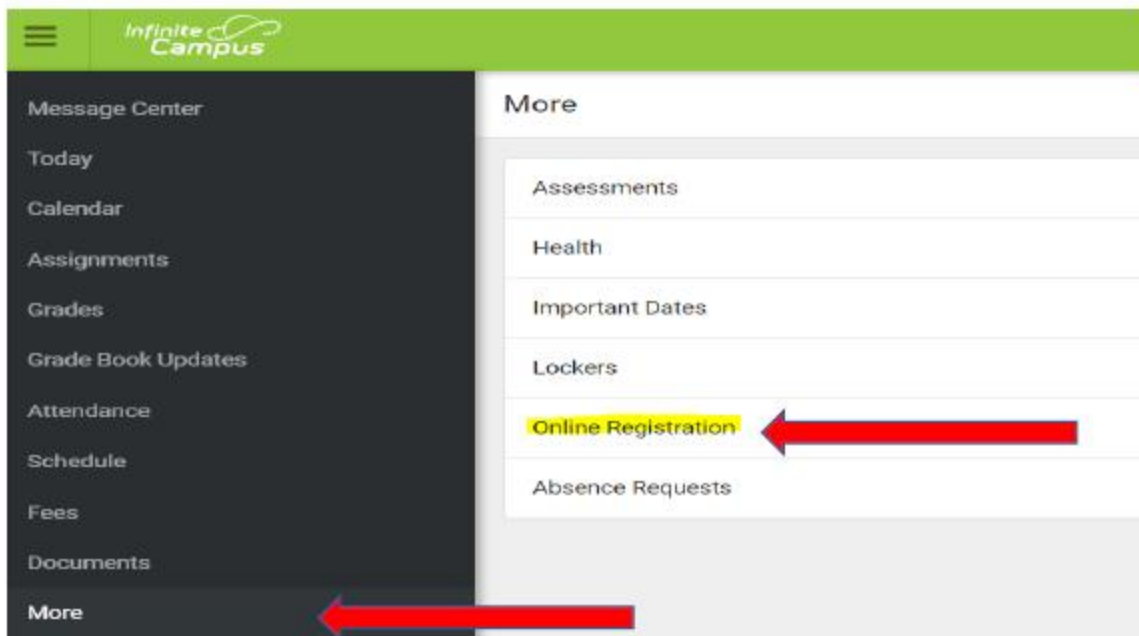 Infinite
Campus
Message Center
Today
Calendar
Assignments
Grades
Grade Book Updates
Attendance
Schedule
Fees
Documents
More
More
Assessments
Health
Important Dates
Lockers
Online Registration
Absence Requests